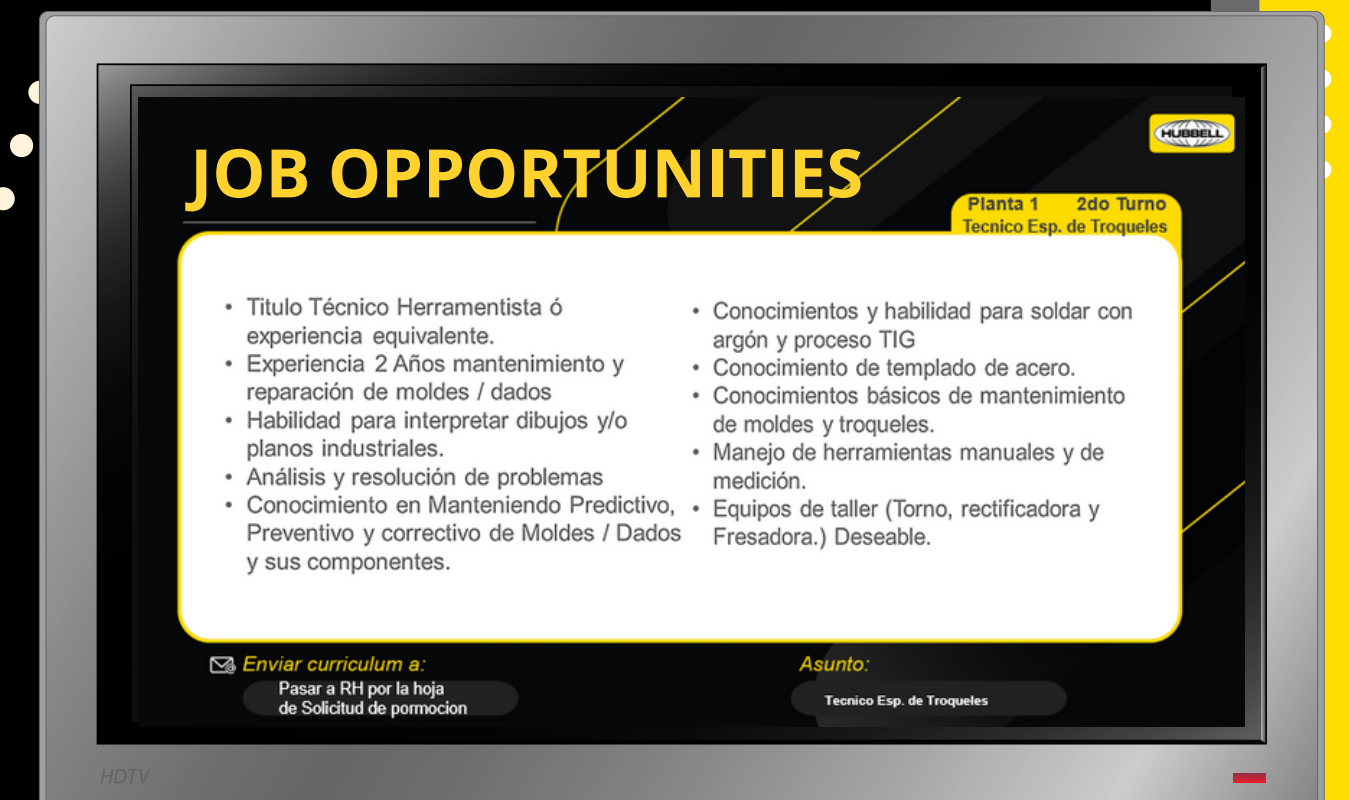 HUBBELL
JOB OPPORTUNITIES
Planta 1 2do Turno
Tecnico Esp. de Troqueles
• Titulo Técnico Herramentista ó
experiencia equivalente.
• Experiencia 2 Años mantenimiento y
reparación de moldes / dados
• Habilidad para interpretar dibujos y/o
planos industriales.
• Análisis y resolución de problemas
• Conocimiento en Manteniendo Predictivo,
Preventivo y correctivo de Moldes / Dados
y sus componentes.
• Conocimientos y habilidad para soldar con
argón y proceso TIG
• Conocimiento de templado de acero.
• Conocimientos básicos de mantenimiento
de moldes y troqueles.
• Manejo de herramientas manuales y de
medición.
• Equipos de taller (Torno, rectificadora y
Fresadora.) Deseable.
Enviar curriculum a:
Pasar a RH por la hoja
de Solicitud de pormocion
Asunto:
Tecnico Esp. de Troqueles
HDTV